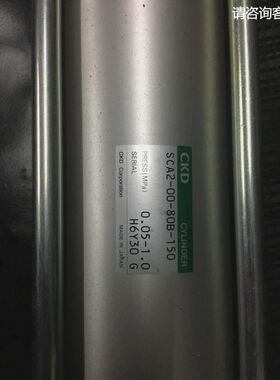 请咨询客
CKD CYLINDER
SCA2-00-80B-150
PRESS(MPa) 0.05-1.0
SERIAL H6Y30 G
CKD Corporation MADE IN JAPAN